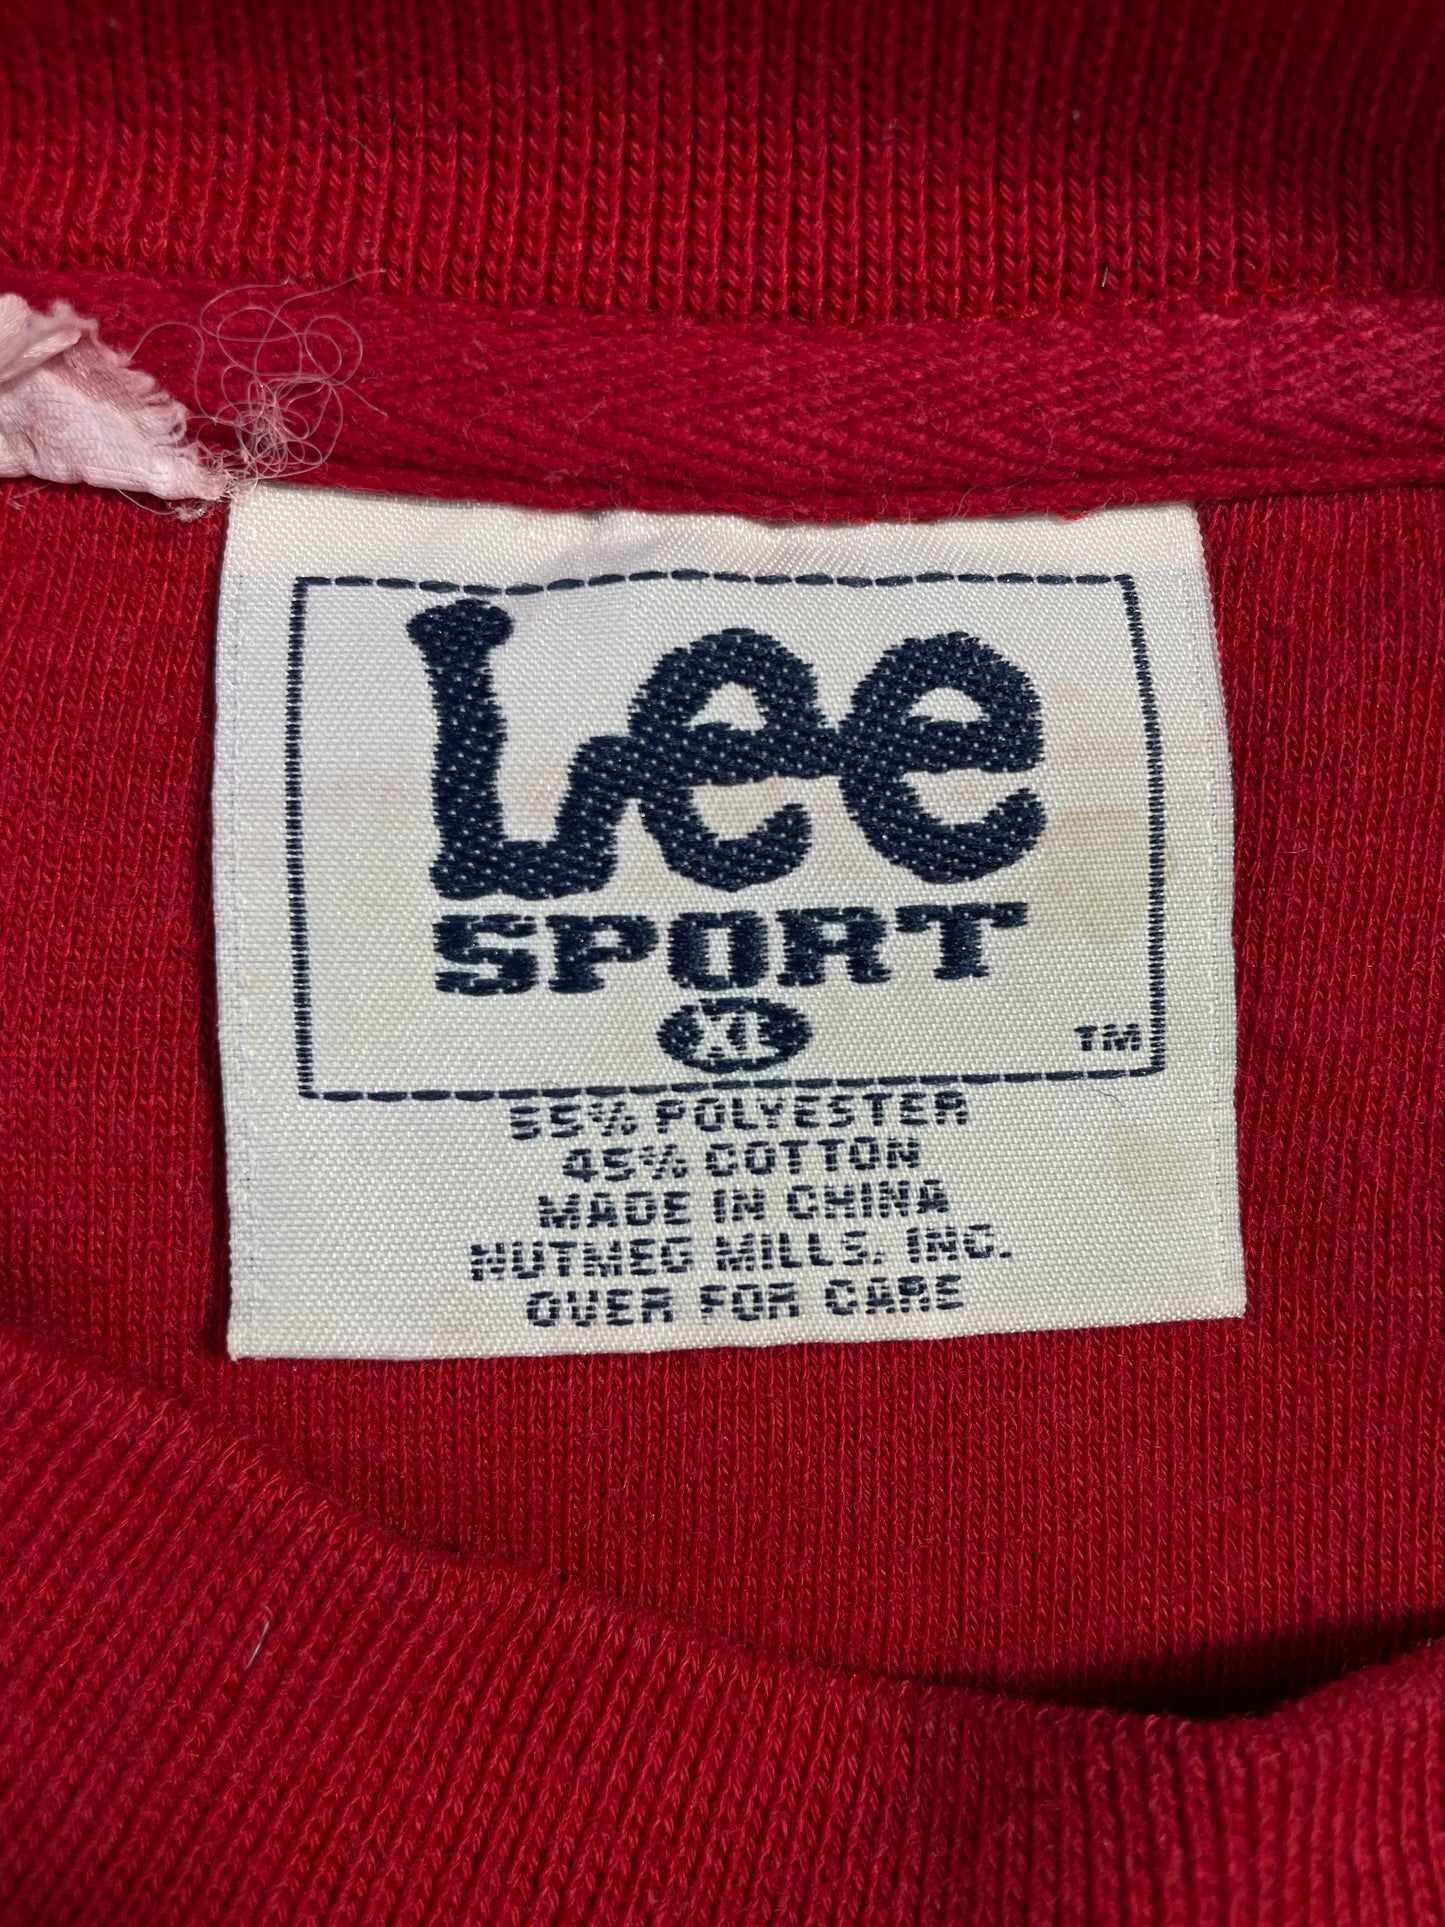 Lee
SPORT
XL
TM
55% POLYESTER
45% COTTON
MADE IN CHINA
NUTMEG MILLS, INC.
OVER FOR CARE